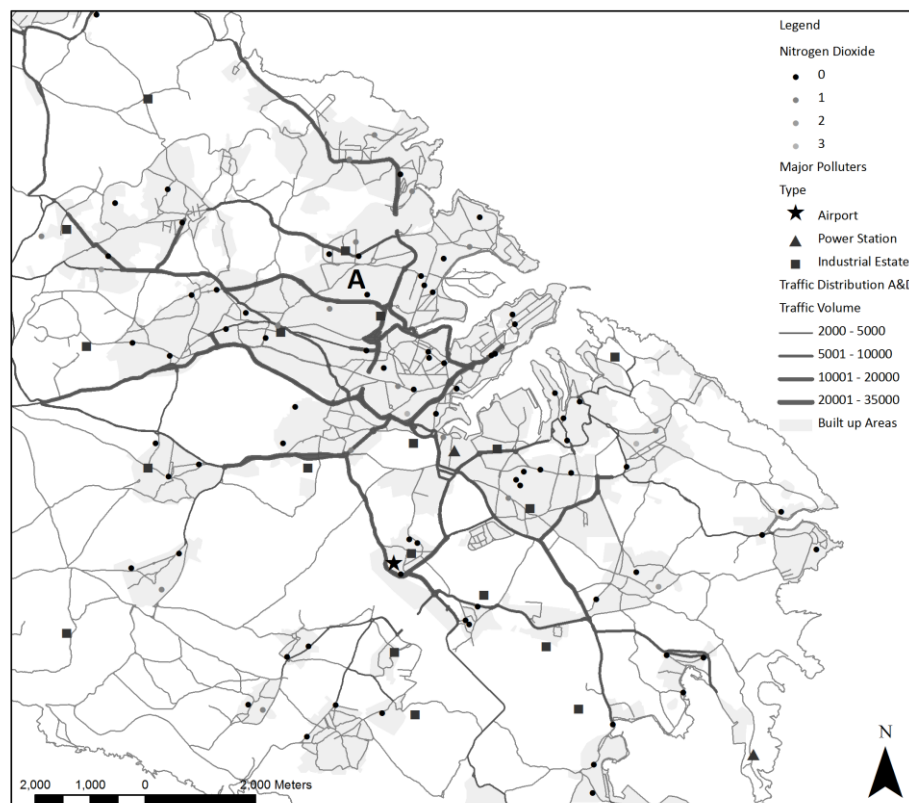 Legend
Nitrogen Dioxide
0
1
2
3
Major Polluters
Type
Airport
Power Station
Industrial Estate
Traffic Distribution A&D
Traffic Volume
2000 - 5000
5001 - 10000
10001 - 20000
20001 - 35000
Built up Areas
A
N
2,000 1,000 0 2,000 Meters